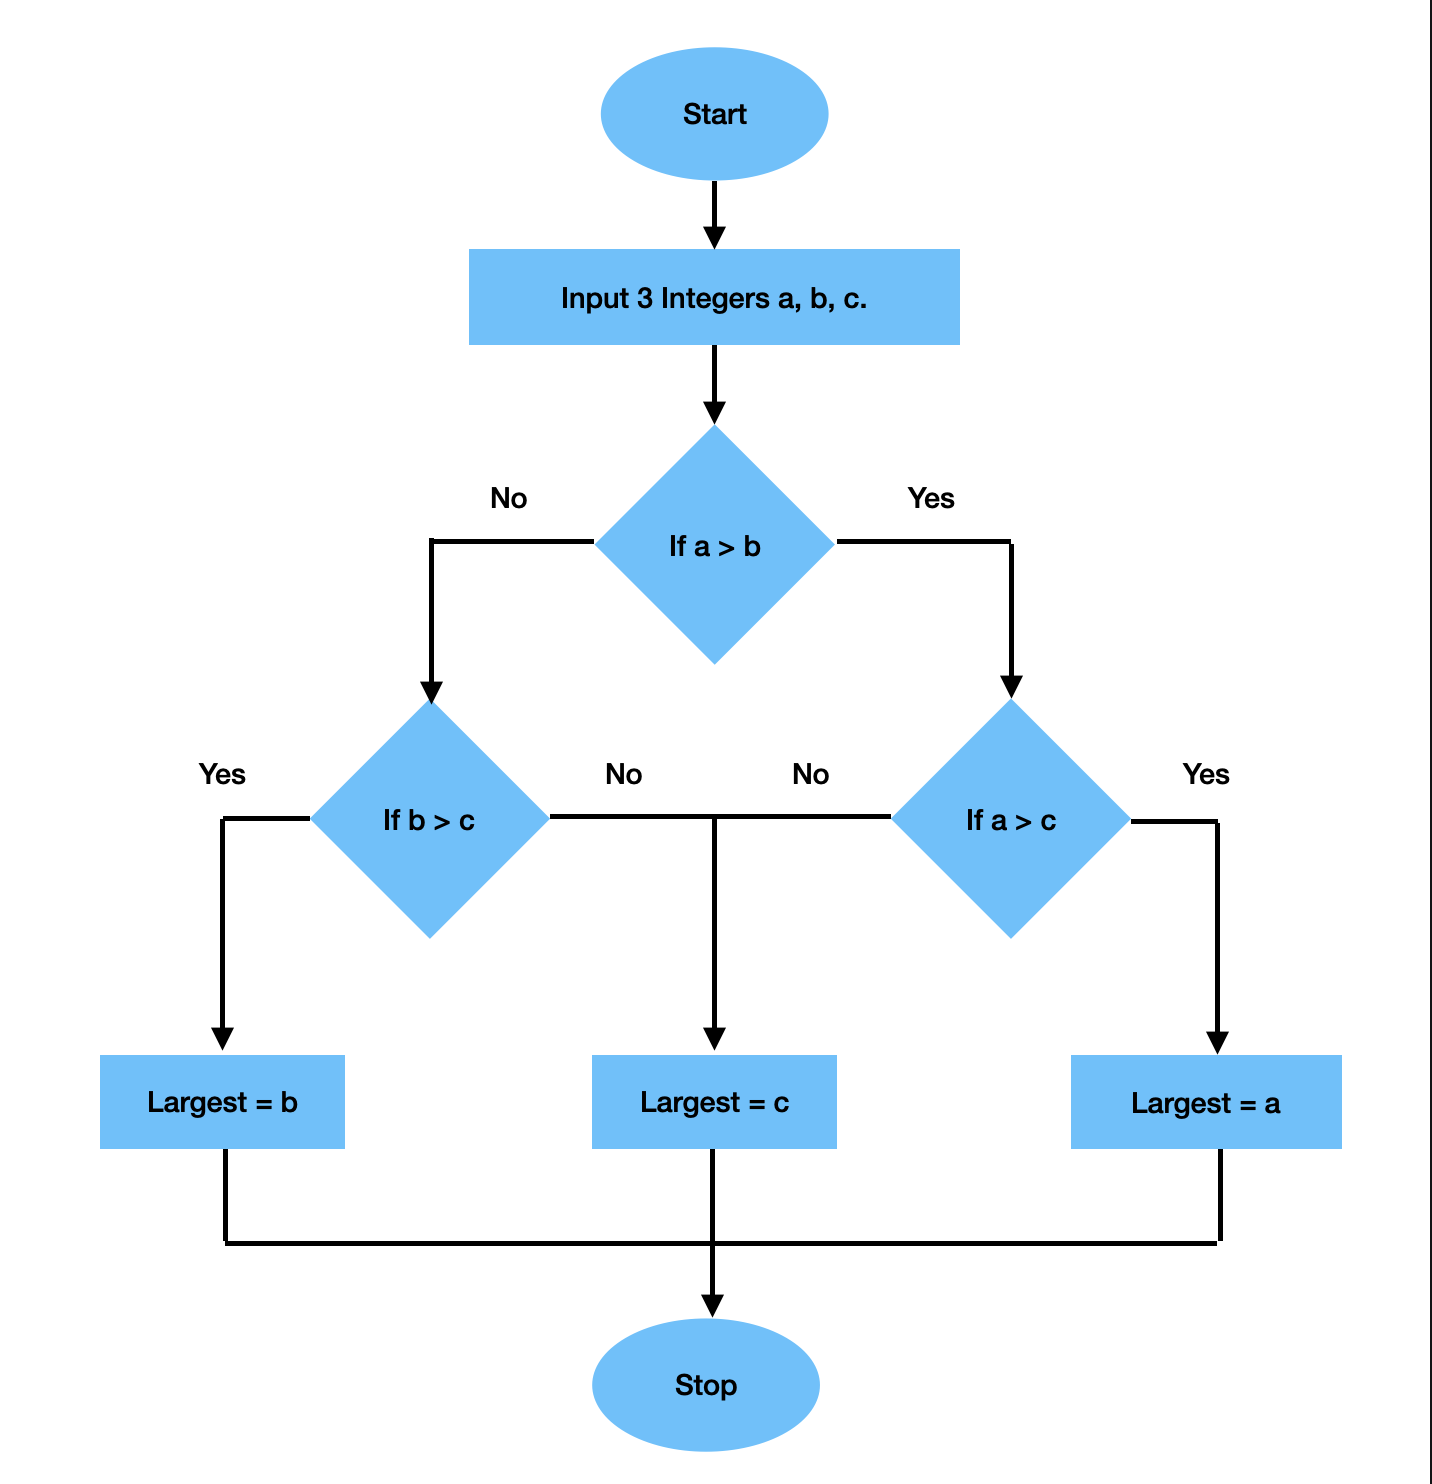 Start
Input 3 Integers a, b, c.
No
Yes
If a > b
Yes
No
No
Yes
If b > c
If a > c
Largest = b
Largest = c
Largest = a
Stop